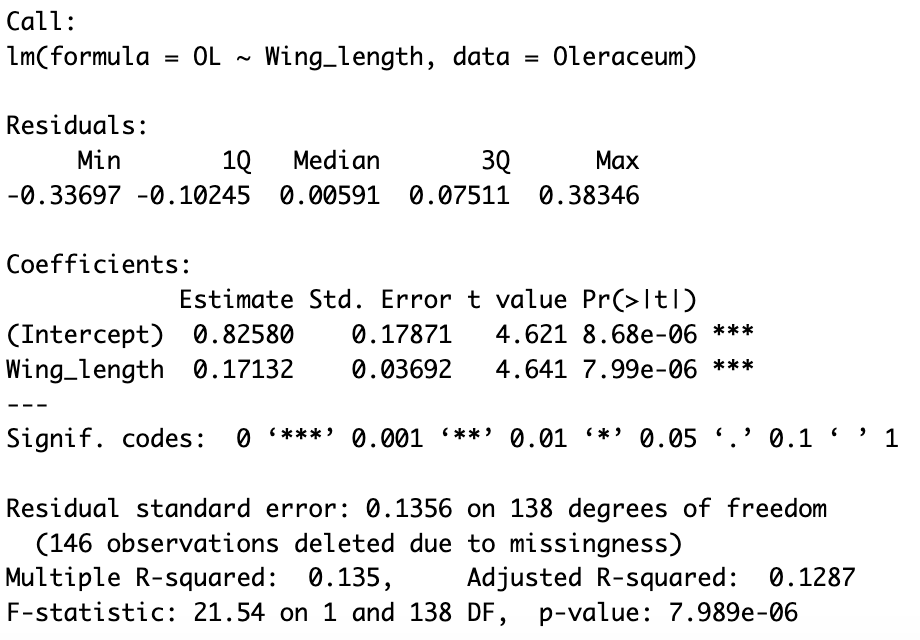 Call:
lm(formula = OL ~ Wing_length, data = Oleraceum)
Residuals:
Min 1Q Median 3Q Max
-0.33697 -0.10245 0.00591 0.07511 0.38346
Coefficients:
Estimate Std. Error t value Pr(>|t|)
(Intercept) 0.82580 0.17871 4.621 8.68e-06 ***
Wing_length 0.17132 0.03692 4.641 7.99e-06 ***
---
Signif. codes: 0 ‘***’ 0.001 ‘**’ 0.01 ‘*’ 0.05 ‘.’ 0.1 ‘ ’ 1
Residual standard error: 0.1356 on 138 degrees of freedom
(146 observations deleted due to missingness)
Multiple R-squared: 0.135, Adjusted R-squared: 0.1287
F-statistic: 21.54 on 1 and 138 DF, p-value: 7.989e-06